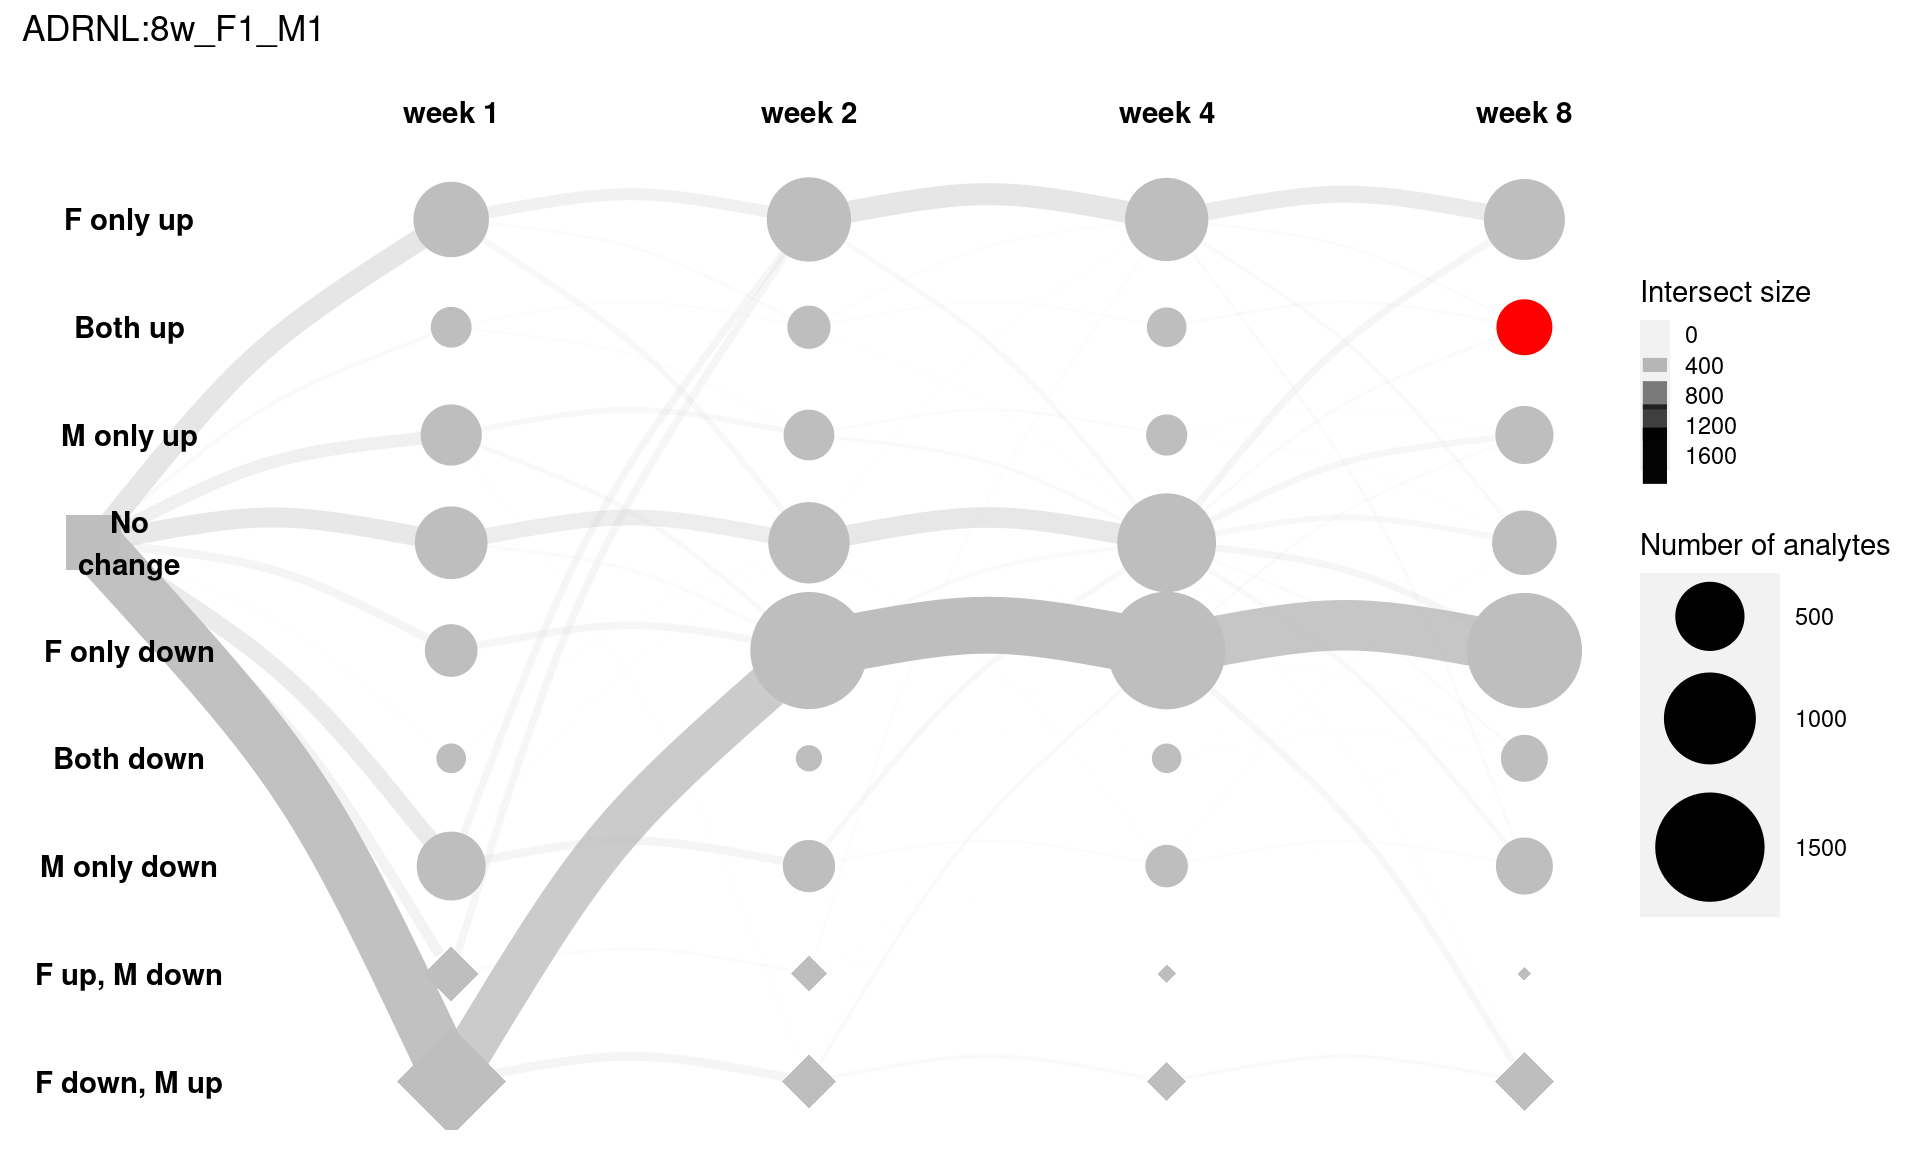 ADRNL:8w_F1_M1
week 1 week 2 week 4 week 8
F only up
Both up
M only up
No
change
F only down
Both down
M only down
F up, M down
F down, M up
Intersect size
0
400
800
1200
1600
Number of analytes
500
1000
1500